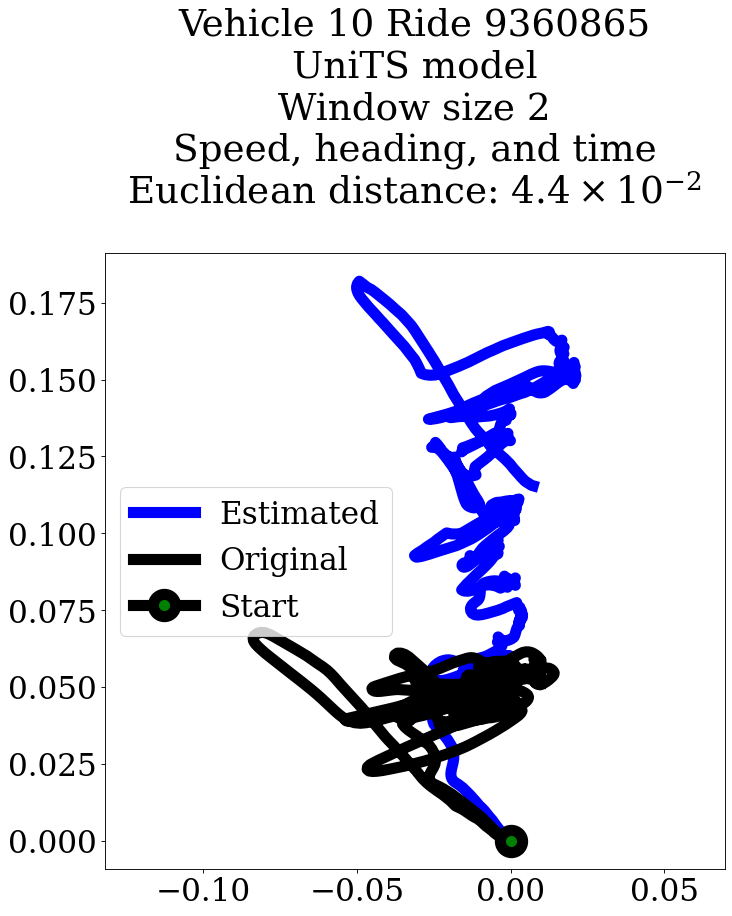 Vehicle 10 Ride 9360865
UniTS model
Window size 2
Speed, heading, and time
Euclidean distance: 4.4 × 10⁻²
0.175
0.150
0.125
0.100
0.075
0.050
0.025
0.000
Estimated
Original
Start
−0.10 −0.05 0.00 0.05